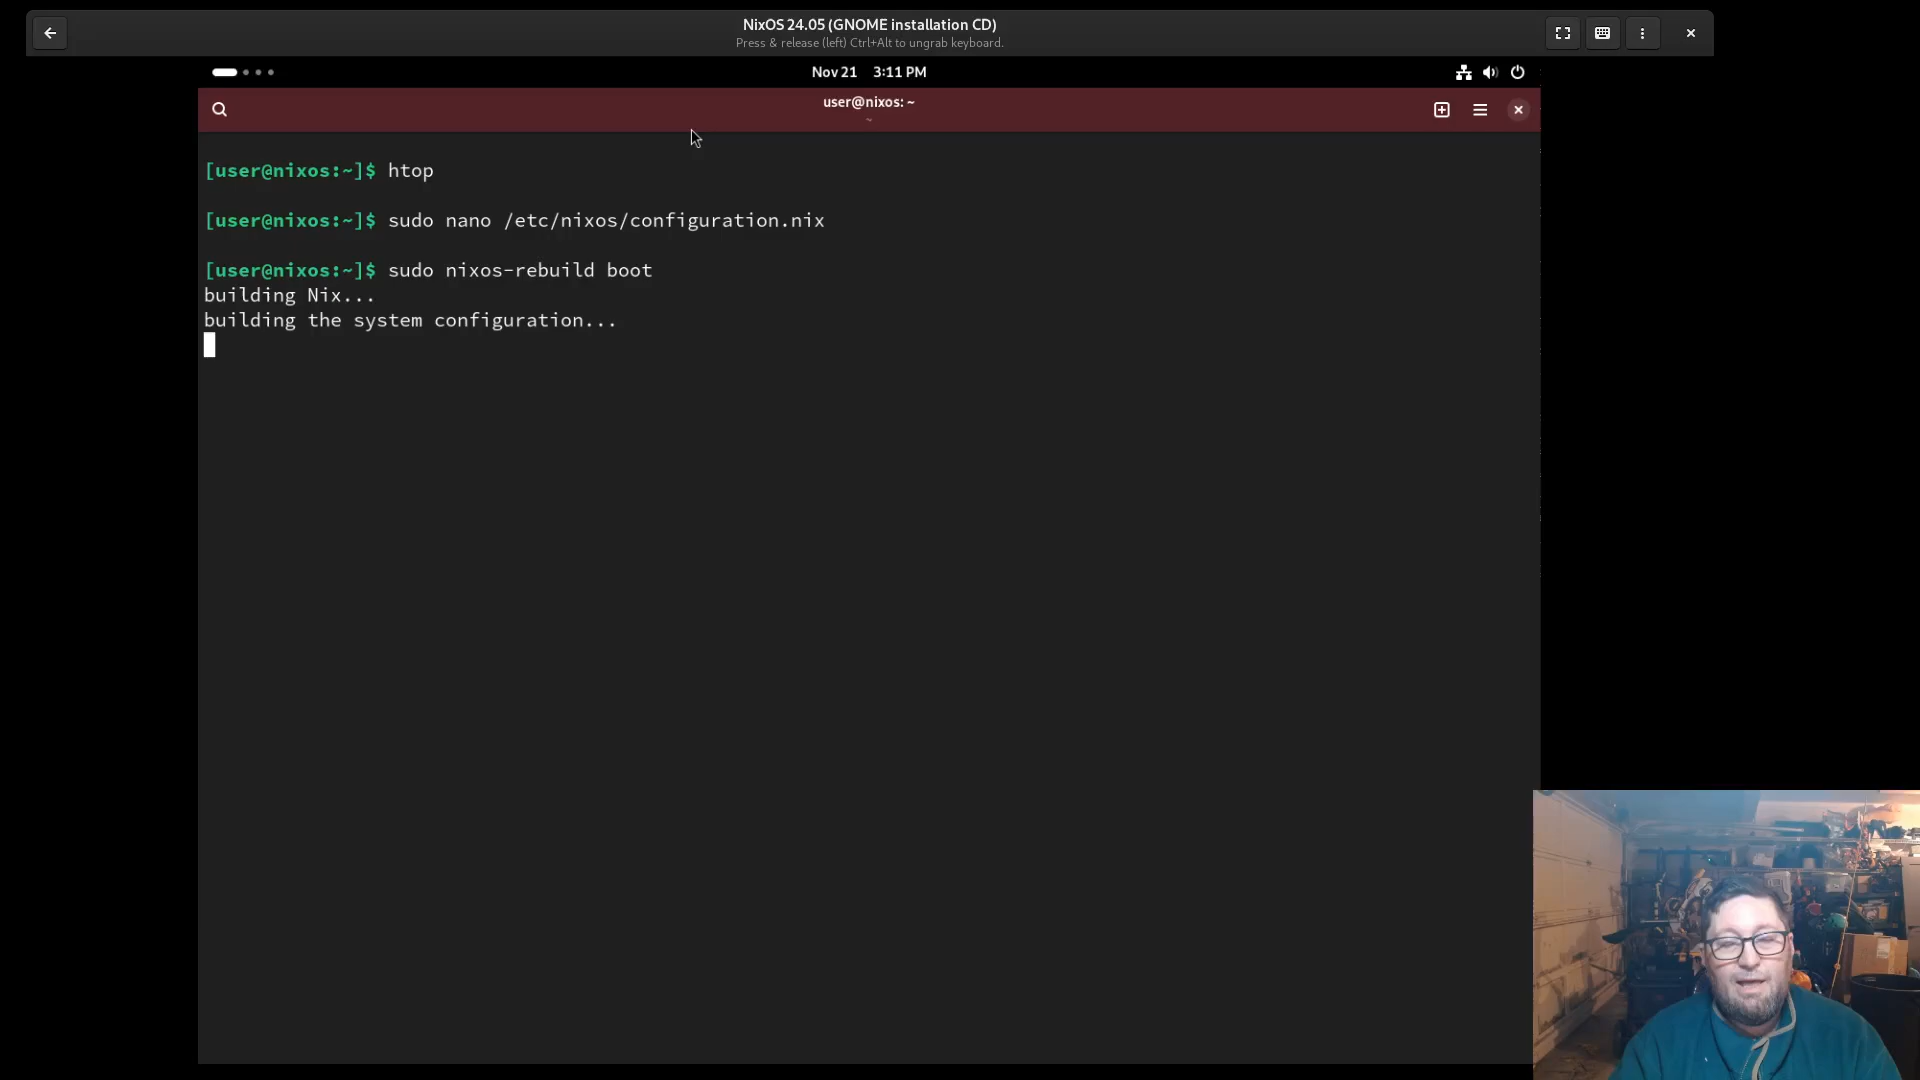 NixOS 24.05 (GNOME installation CD)
Press & release (left) Ctrl+Alt to ungrab keyboard.
Nov 21 3:11 PM
user@nixos: ~
~
[user@nixos:~]$ htop
[user@nixos:~]$ sudo nano /etc/nixos/configuration.nix
[user@nixos:~]$ sudo nixos-rebuild boot
building Nix...
building the system configuration...